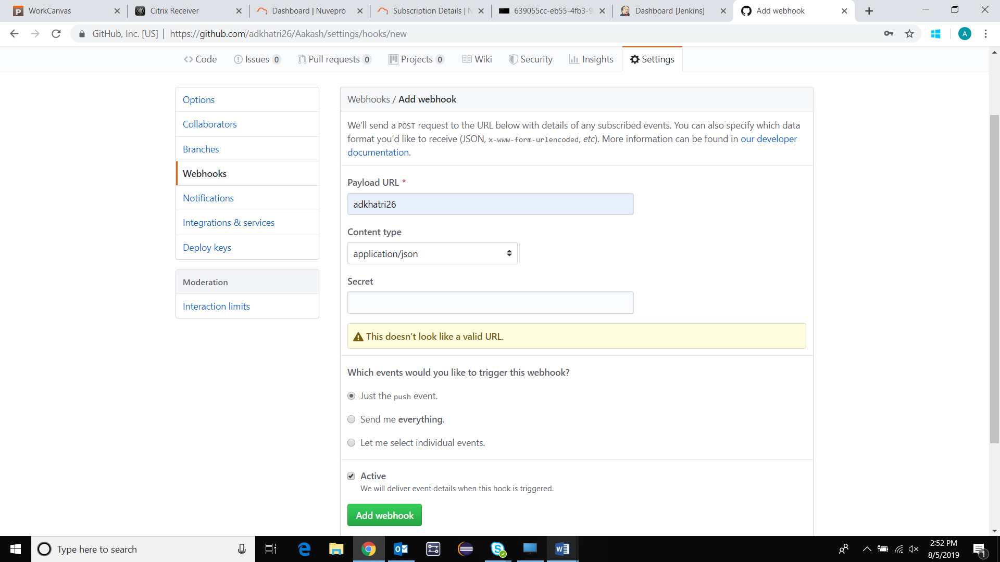 WorkCanvas
Citrix Receiver
Dashboard | Nuvepro
Subscription Details | N
639055cc-eb55-4fb3-9
Dashboard [Jenkins]
Add webhook
GitHub, Inc. [US] | https://github.com/adkhatri26/Aakash/settings/hooks/new
A
Code
Issues 0
Pull requests 0
Projects 0
Wiki
Security
Insights
Settings
Options
Collaborators
Branches
Webhooks
Notifications
Integrations & services
Deploy keys
Moderation
Interaction limits
Webhooks / Add webhook
We’ll send a POST request to the URL below with details of any subscribed events. You can also specify which data
format you’d like to receive (JSON, x-www-form-urlencoded, etc). More information can be found in our developer
documentation.
Payload URL *
adkhatri26
Content type
application/json
Secret
This doesn’t look like a valid URL.
Which events would you like to trigger this webhook?
Just the push event.
Send me everything.
Let me select individual events.
Active
We will deliver event details when this hook is triggered.
Add webhook
Type here to search
2:52 PM
8/5/2019
1